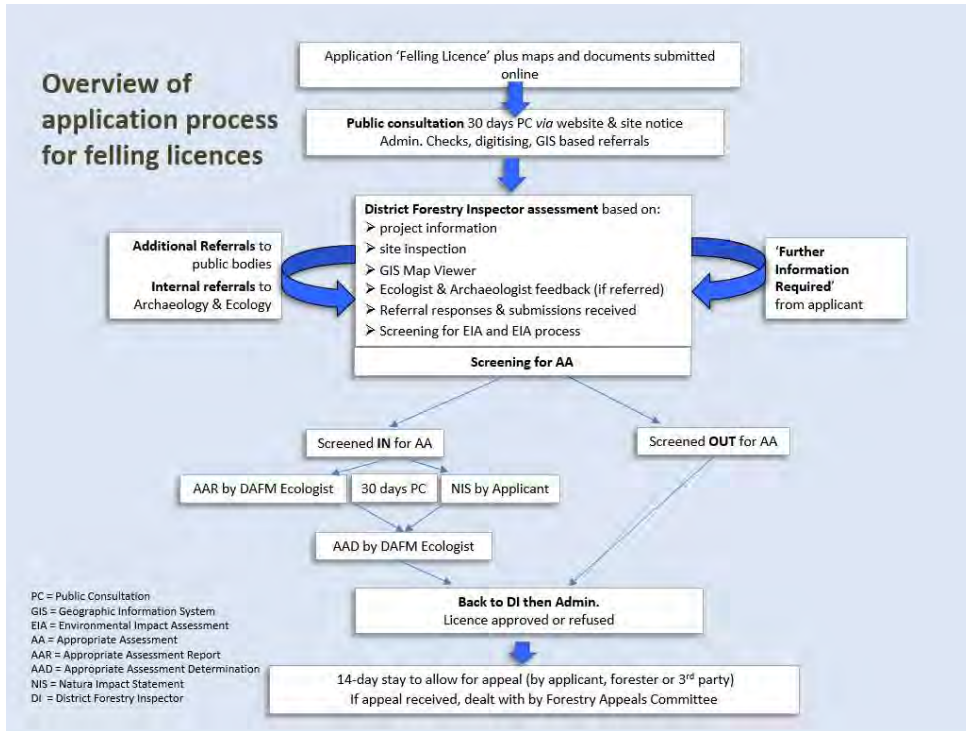 Overview of
application process
for felling licences
Application ‘Felling Licence’ plus maps and documents submitted
online
Public consultation 30 days PC via website & site notice
Admin. Checks, digitising, GIS based referrals
District Forestry Inspector assessment based on:
➢ project information
➢ site inspection
➢ GIS Map Viewer
➢ Ecologist & Archaeologist feedback (if referred)
➢ Referral responses & submissions received
➢ Screening for EIA and EIA process
Additional Referrals to
public bodies
Internal referrals to
Archaeology & Ecology
‘Further
Information
Required’
from applicant
Screening for AA
Screened IN for AA
Screened OUT for AA
AAR by DAFM Ecologist
30 days PC
NIS by Applicant
AAD by DAFM Ecologist
Back to DI then Admin.
Licence approved or refused
14-day stay to allow for appeal (by applicant, forester or 3rd party)
If appeal received, dealt with by Forestry Appeals Committee
PC = Public Consultation
GIS = Geographic Information System
EIA = Environmental Impact Assessment
AA = Appropriate Assessment
AAR = Appropriate Assessment Report
AAD = Appropriate Assessment Determination
NIS = Natura Impact Statement
DI = District Forestry Inspector